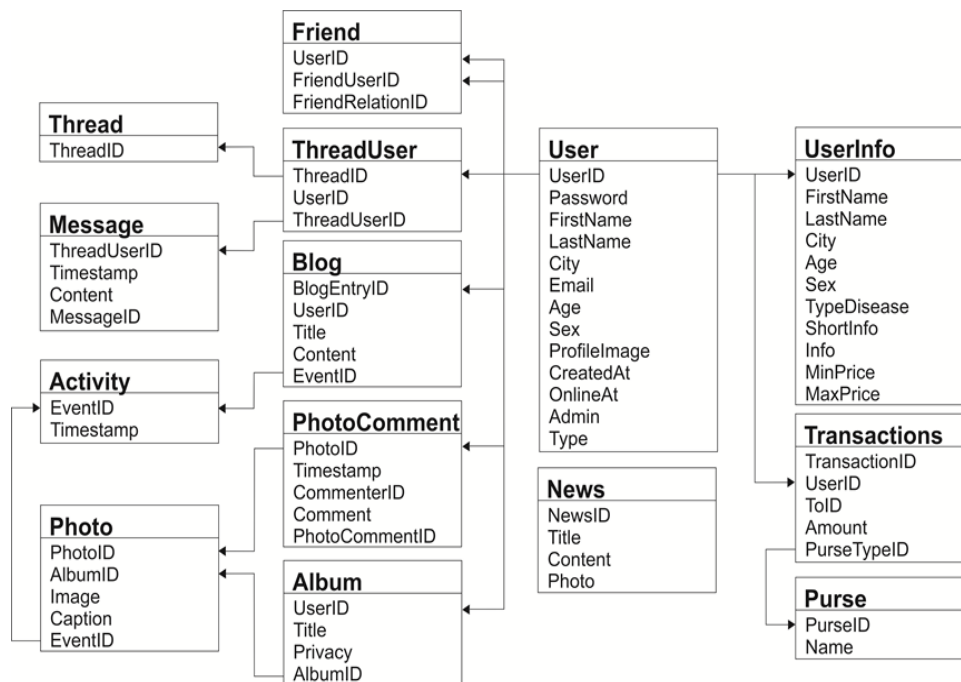 Friend
UserID
FriendUserID
FriendRelationID
Thread
ThreadID
ThreadUser
ThreadID
UserID
ThreadUserID
User
UserID
Password
FirstName
LastName
City
Email
Age
Sex
ProfileImage
CreatedAt
OnlineAt
Admin
Type
UserInfo
UserID
FirstName
LastName
City
Age
Sex
TypeDisease
ShortInfo
Info
MinPrice
MaxPrice
Message
ThreadUserID
Timestamp
Content
MessageID
Blog
BlogEntryID
UserID
Title
Content
EventID
Activity
EventID
Timestamp
PhotoComment
PhotoID
Timestamp
CommenterID
Comment
PhotoCommentID
Transactions
TransactionID
UserID
ToID
Amount
PurseTypeID
News
NewsID
Title
Content
Photo
Photo
PhotoID
AlbumID
Image
Caption
EventID
Album
UserID
Title
Privacy
AlbumID
Purse
PurseID
Name